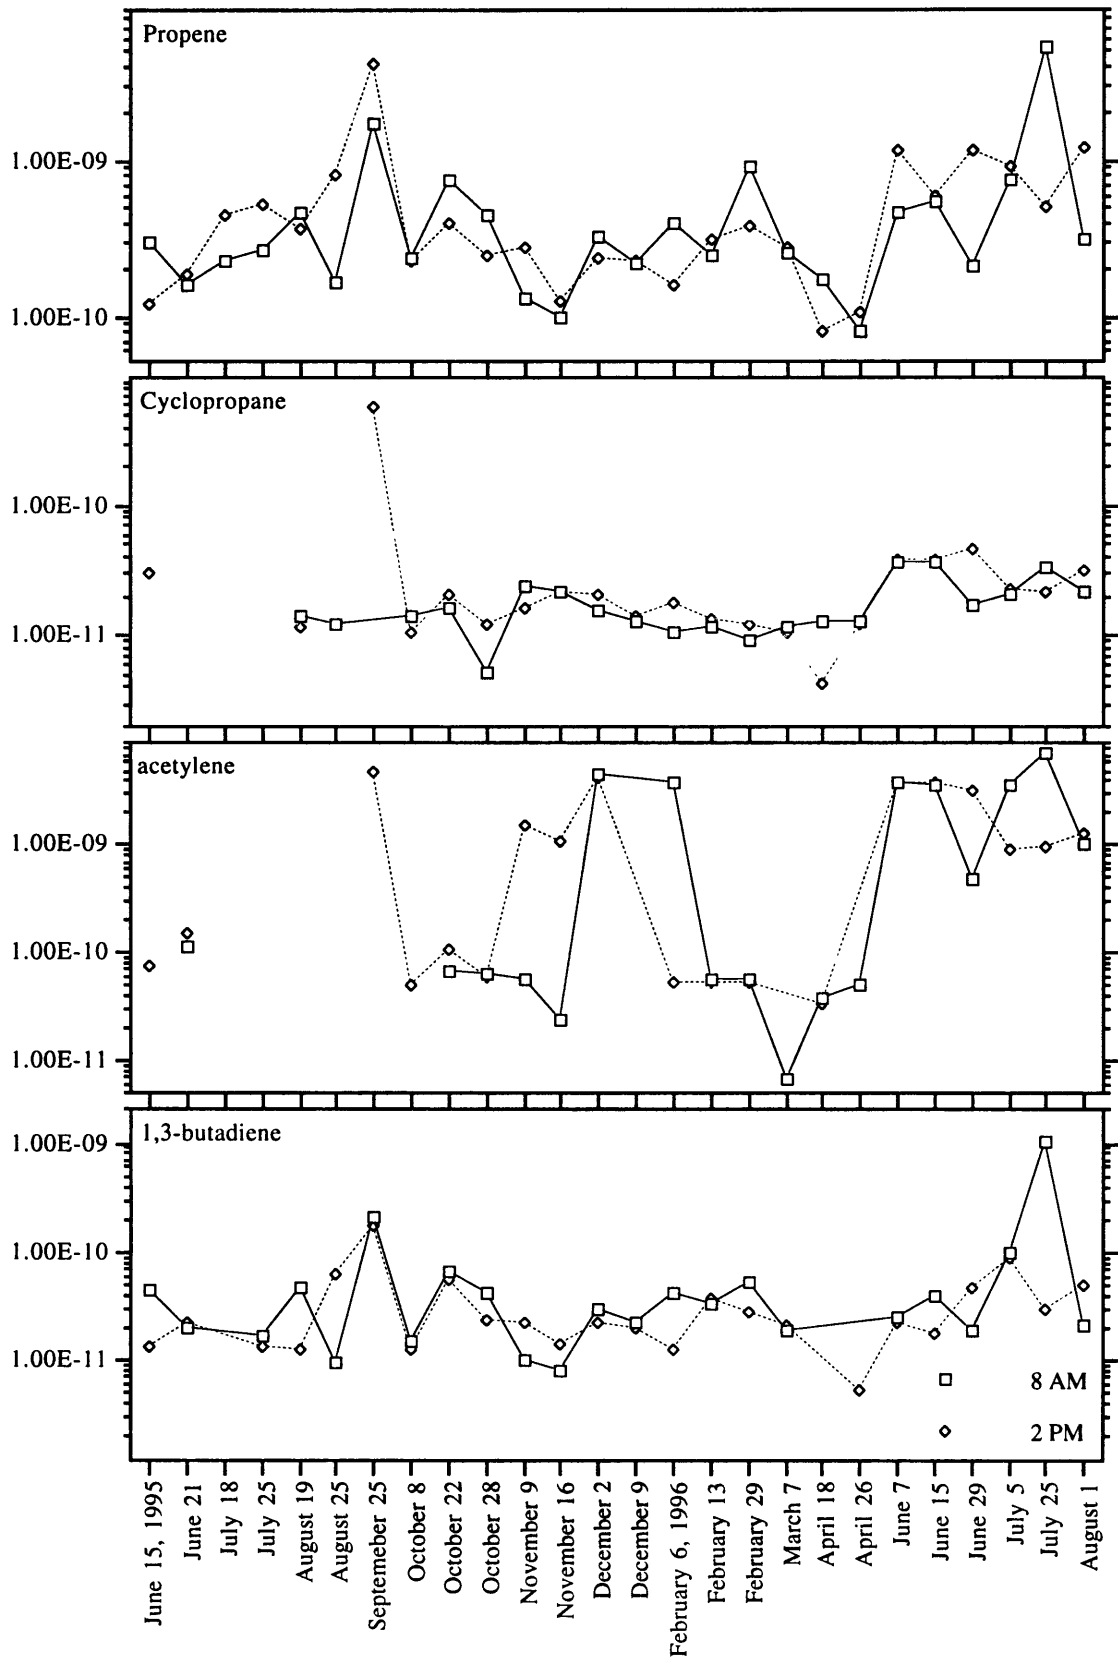 Propene
1.00E-09
1.00E-10
Cyclopropane
1.00E-10
1.00E-11
acetylene
1.00E-09
1.00E-10
1.00E-11
1,3-butadiene
1.00E-09
1.00E-10
1.00E-11
8 AM
2 PM
June 15, 1995
June 21
July 18
July 25
August 19
August 25
Septemeber 25
October 8
October 22
October 28
November 9
November 16
December 2
December 9
February 6, 1996
February 13
February 29
March 7
April 18
April 26
June 7
June 15
June 29
July 5
July 25
August 1